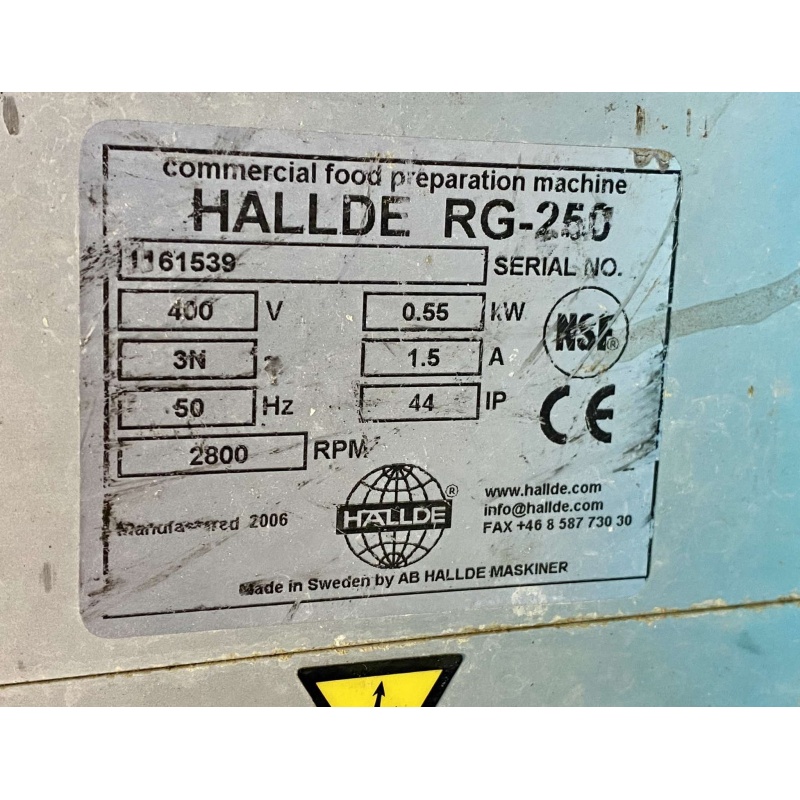 commercial food preparation machine
HALLDE RG-250
1161539 SERIAL NO.
400 V 0.55 kW
NSF®
3N ~ 1.5 A
50 Hz 44 IP
CE
2800 RPM
HALLDE®
www.hallde.com
info@hallde.com
Manufactured 2006
FAX +46 8 587 730 30
Made in Sweden by AB HALLDE MASKINER